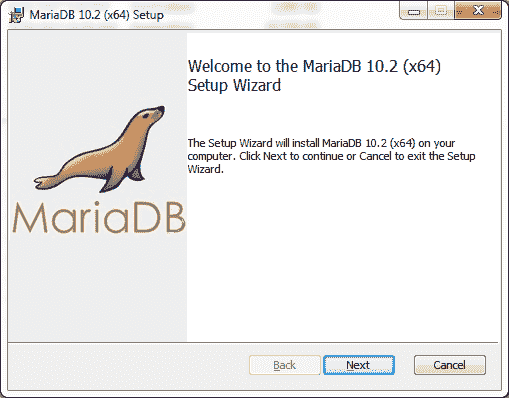 MariaDB 10.2 (x64) Setup
Welcome to the MariaDB 10.2 (x64)
Setup Wizard
The Setup Wizard will install MariaDB 10.2 (x64) on your
computer. Click Next to continue or Cancel to exit the Setup
Wizard.
MariaDB
Back
Next
Cancel